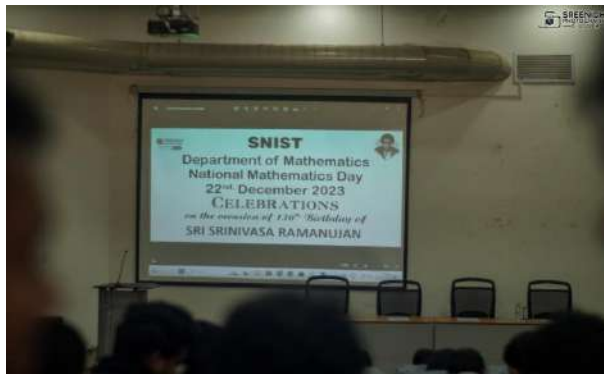 SNIST
Department of Mathematics
National Mathematics Day
22nd. December 2023
CELEBRATIONS
on the occasion of 136th Birthday of
SRI SRINIVASA RAMANUJAN